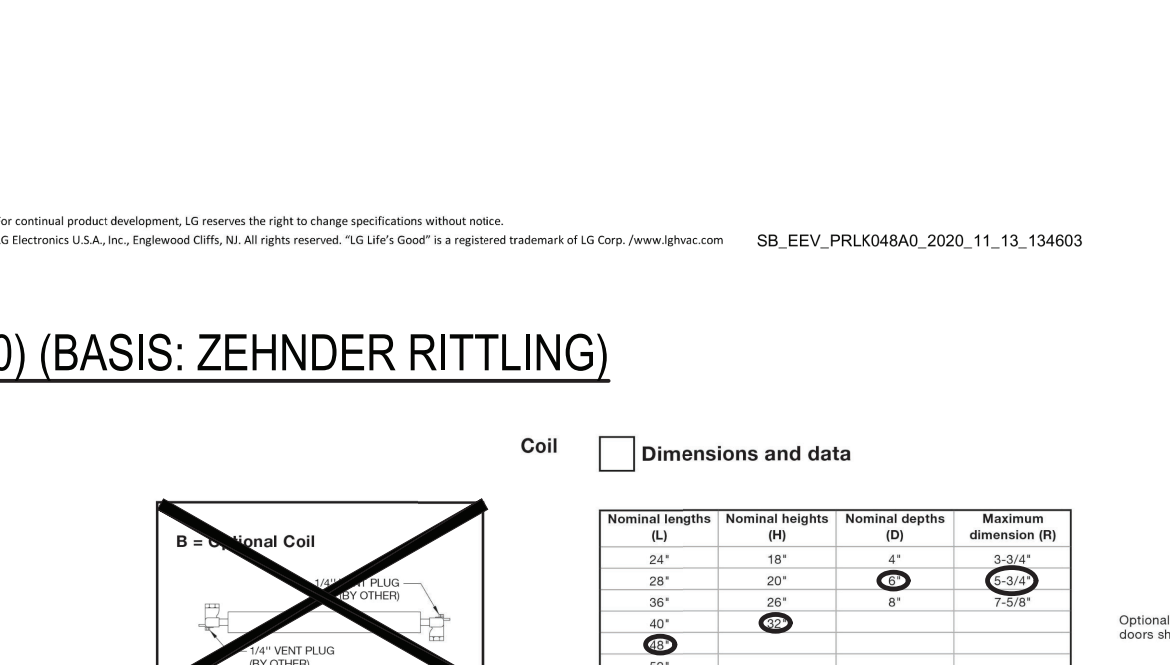 or continual product development, LG reserves the right to change specifications without notice.
G Electronics U.S.A., Inc., Englewood Cliffs, NJ. All rights reserved. “LG Life’s Good” is a registered trademark of LG Corp. /www.lghvac.com SB_EEV_PRLK048A0_2020_11_13_134603
0) (BASIS: ZEHNDER RITTLING)
Coil
Dimensions and data
B = Optional Coil
1/4" VENT PLUG
(BY OTHER)
1/4" VENT PLUG
(BY OTHER)
Nominal lengths Nominal heights Nominal depths Maximum
(L) (H) (D) dimension (R)
24" 18" 4" 3-3/4"
28" 20" 6" 5-3/4"
36" 26" 8" 7-5/8"
40" 32"
48"
Optional
doors sh